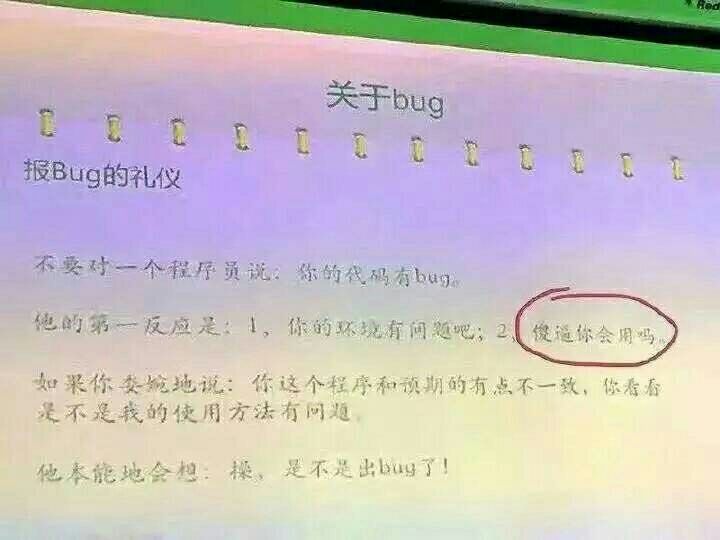 Red
关于bug
报Bug的礼仪
不要对一个程序员说：你的代码有bug。
他的第一反应是：1，你的环境有问题吧；2，傻逼你会用吗。
如果你委婉地说：你这个程序和预期的有点不一致，你看看
是不是我的使用方法有问题。
他本能地会想：操，是不是出bug了！